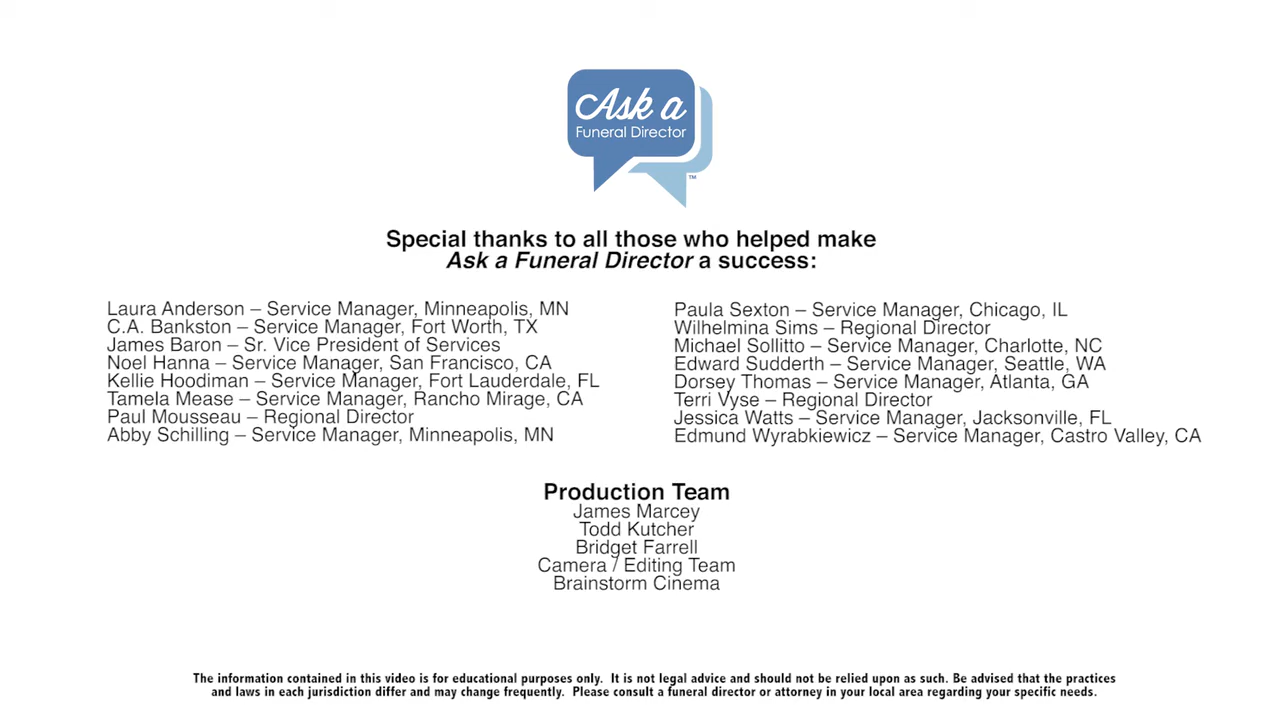 Ask a
Funeral Director
™
Special thanks to all those who helped make
Ask a Funeral Director a success:
Laura Anderson – Service Manager, Minneapolis, MN
C.A. Bankston – Service Manager, Fort Worth, TX
James Baron – Sr. Vice President of Services
Noel Hanna – Service Manager, San Francisco, CA
Kellie Hoodiman – Service Manager, Fort Lauderdale, FL
Tamela Mease – Service Manager, Rancho Mirage, CA
Paul Mousseau – Regional Director
Abby Schilling – Service Manager, Minneapolis, MN
Paula Sexton – Service Manager, Chicago, IL
Wilhelmina Sims – Regional Director
Michael Sollitto – Service Manager, Charlotte, NC
Edward Sudderth – Service Manager, Seattle, WA
Dorsey Thomas – Service Manager, Atlanta, GA
Terri Vyse – Regional Director
Jessica Watts – Service Manager, Jacksonville, FL
Edmund Wyrabkiewicz – Service Manager, Castro Valley, CA
Production Team
James Marcey
Todd Kutcher
Bridget Farrell
Camera / Editing Team
Brainstorm Cinema
The information contained in this video is for educational purposes only. It is not legal advice and should not be relied upon as such. Be advised that the practices
and laws in each jurisdiction differ and may change frequently. Please consult a funeral director or attorney in your local area regarding your specific needs.